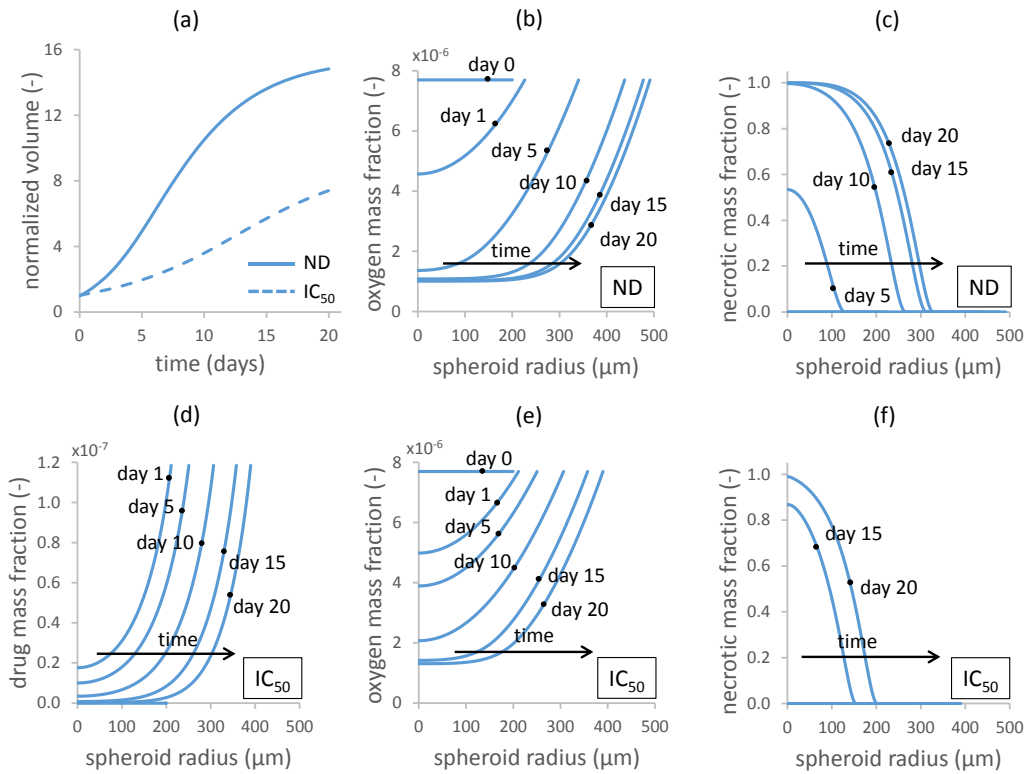 (a)
normalized volume (-)
16
12
8
4
0
0 5 10 15 20
time (days)
ND
IC50
(b)
x10-6
oxygen mass fraction (-)
8
6
4
2
0
0 100 200 300 400 500
spheroid radius (μm)
day 0
day 1
day 5
day 10
day 15
day 20
time
ND
(c)
necrotic mass fraction (-)
1.0
0.8
0.6
0.4
0.2
0.0
0 100 200 300 400 500
spheroid radius (μm)
day 20
day 15
day 10
time
day 5
ND
(d)
x10-7
drug mass fraction (-)
1.2
1.0
0.8
0.6
0.4
0.2
0.0
0 100 200 300 400 500
spheroid radius (μm)
day 1
day 5
day 10
day 15
day 20
time
IC50
(e)
x10-6
oxygen mass fraction (-)
8
6
4
2
0
0 100 200 300 400 500
spheroid radius (μm)
day 0
day 1
day 5
day 10
day 15
day 20
time
IC50
(f)
necrotic mass fraction (-)
1.0
0.8
0.6
0.4
0.2
0.0
0 100 200 300 400 500
spheroid radius (μm)
day 15
day 20
time
IC50